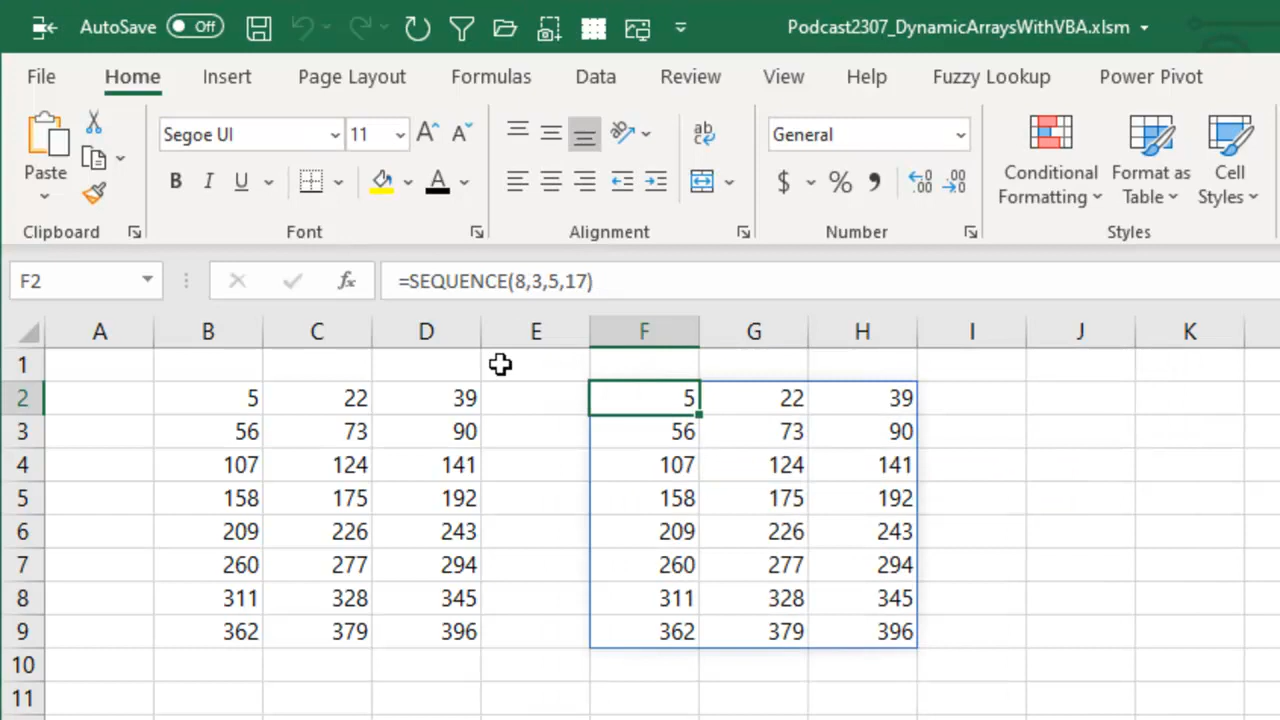 AutoSave Off Podcast2307_DynamicArraysWithVBA.xlsm
File Home Insert Page Layout Formulas Data Review View Help Fuzzy Lookup Power Pivot
Segoe UI 11 A A ab c General
Paste B I U A $ % , .00 .0 Conditional Formatting Format as Table Cell Styles
Clipboard Font Alignment Number Styles
F2 fx =SEQUENCE(8,3,5,17)
A B C D E F G H I J K
1
2 5 22 39 5 22 39
3 56 73 90 56 73 90
4 107 124 141 107 124 141
5 158 175 192 158 175 192
6 209 226 243 209 226 243
7 260 277 294 260 277 294
8 311 328 345 311 328 345
9 362 379 396 362 379 396
10
11